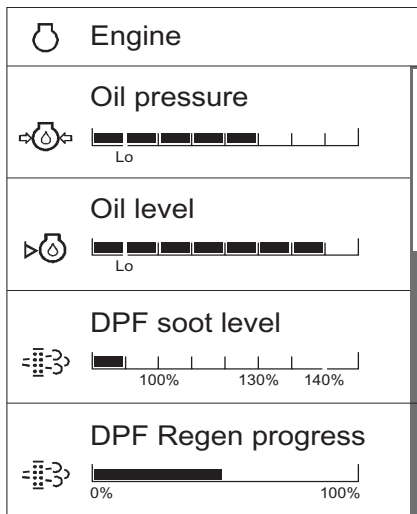 Engine
Oil pressure
Lo
Oil level
Lo
DPF soot level
100% 130% 140%
DPF Regen progress
0% 100%